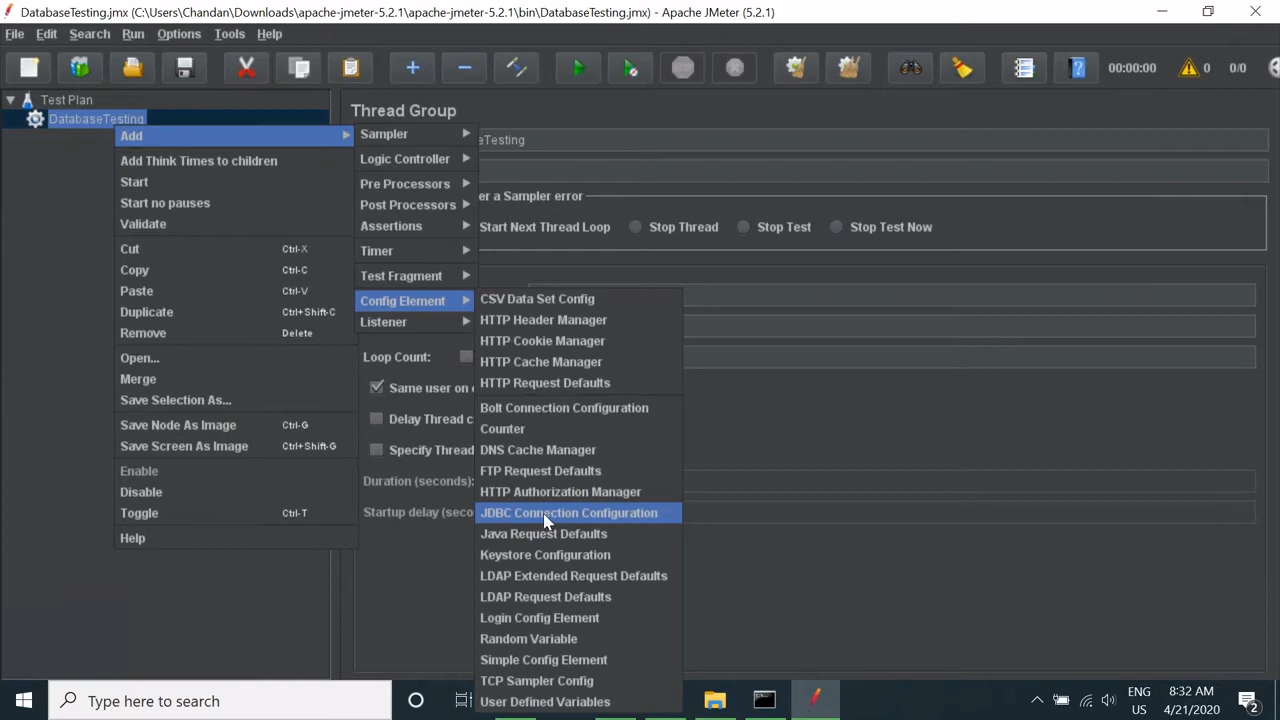 DatabaseTesting.jmx (C:\Users\Chandan\Downloads\apache-jmeter-5.2.1\apache-jmeter-5.2.1\bin\DatabaseTesting.jmx) - Apache JMeter (5.2.1)
File Edit Search Run Options Tools Help
00:00:00 0 0/0
Test Plan
DatabaseTesting
Thread Group
eTesting
er a Sampler error
Start Next Thread Loop Stop Thread Stop Test Stop Test Now
Loop Count:
Same user on e
Delay Thread c
Specify Thread
Duration (seconds):
Startup delay (seco
Add
Add Think Times to children
Start
Start no pauses
Validate
Cut Ctrl-X
Copy Ctrl-C
Paste Ctrl-V
Duplicate Ctrl+Shift-C
Remove Delete
Open...
Merge
Save Selection As...
Save Node As Image Ctrl-G
Save Screen As Image Ctrl+Shift-G
Enable
Disable
Toggle Ctrl-T
Help
Sampler
Logic Controller
Pre Processors
Post Processors
Assertions
Timer
Test Fragment
Config Element
Listener
CSV Data Set Config
HTTP Header Manager
HTTP Cookie Manager
HTTP Cache Manager
HTTP Request Defaults
Bolt Connection Configuration
Counter
DNS Cache Manager
FTP Request Defaults
HTTP Authorization Manager
JDBC Connection Configuration
Java Request Defaults
Keystore Configuration
LDAP Extended Request Defaults
LDAP Request Defaults
Login Config Element
Random Variable
Simple Config Element
TCP Sampler Config
User Defined Variables
Type here to search
ENG
US
8:32 AM
4/21/2020
2